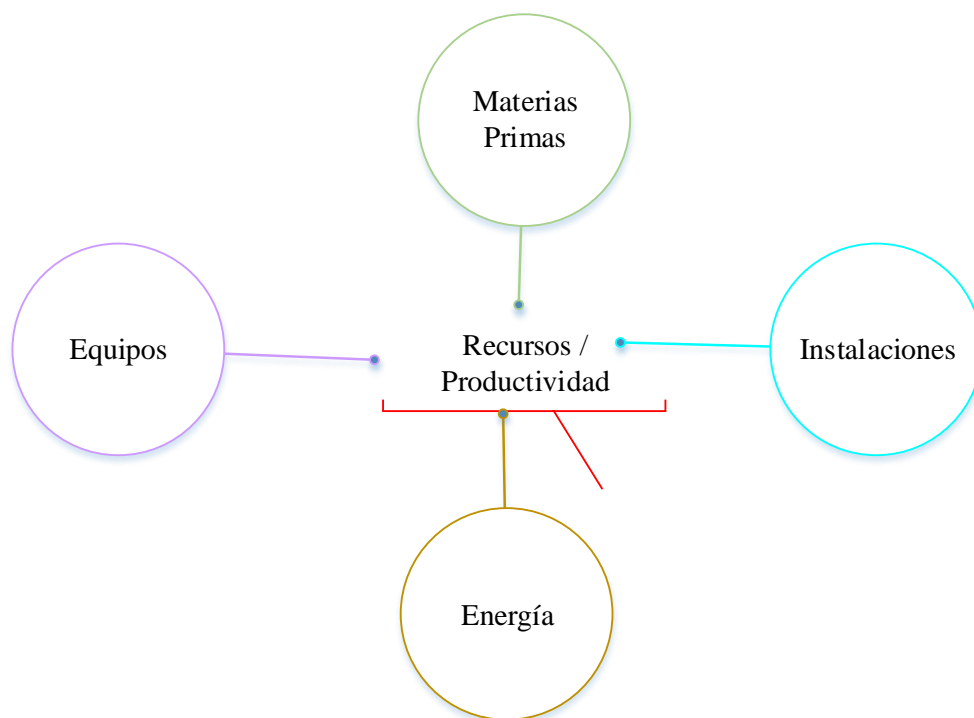 Materias
Primas
Equipos
Recursos /
Productividad
Instalaciones
Energía